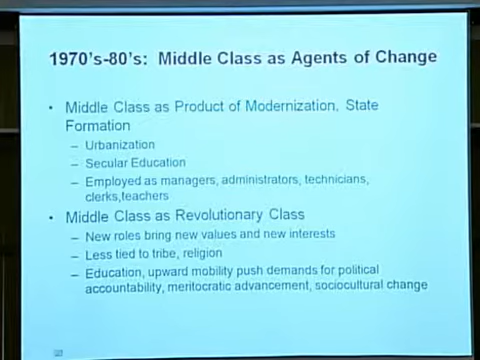 1970's-80's: Middle Class as Agents of Change
• Middle Class as Product of Modernization, State
Formation
– Urbanization
– Secular Education
– Employed as managers, administrators, technicians,
clerks,teachers
• Middle Class as Revolutionary Class
– New roles bring new values and new interests
– Less tied to tribe, religion
– Education, upward mobility push demands for political
accountability, meritocratic advancement, sociocultural change